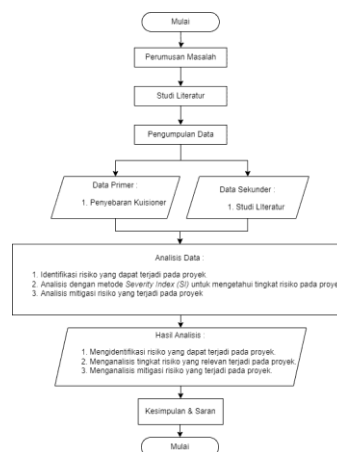 Mulai
Perumusan Masalah
Studi Literatur
Pengumpulan Data
Data Primer :
1. Penyebaran Kuisioner
Data Sekunder :
1. Studi Literatur
Analisis Data :
1. Identifikasi risiko yang dapat terjadi pada proyek
2. Analisis dengan metode Severity Index (SI) untuk mengetahui tingkat risiko pada proyek
3. Analisis mitigasi risiko yang terjadi pada proyek
Hasil Analisis :
1. Mengidentifikasi risiko yang dapat terjadi pada proyek.
2. Menganalisis tingkat risiko yang relevan terjadi pada proyek.
3. Menganalisis mitigasi risiko yang terjadi pada proyek.
Kesimpulan & Saran
Mulai